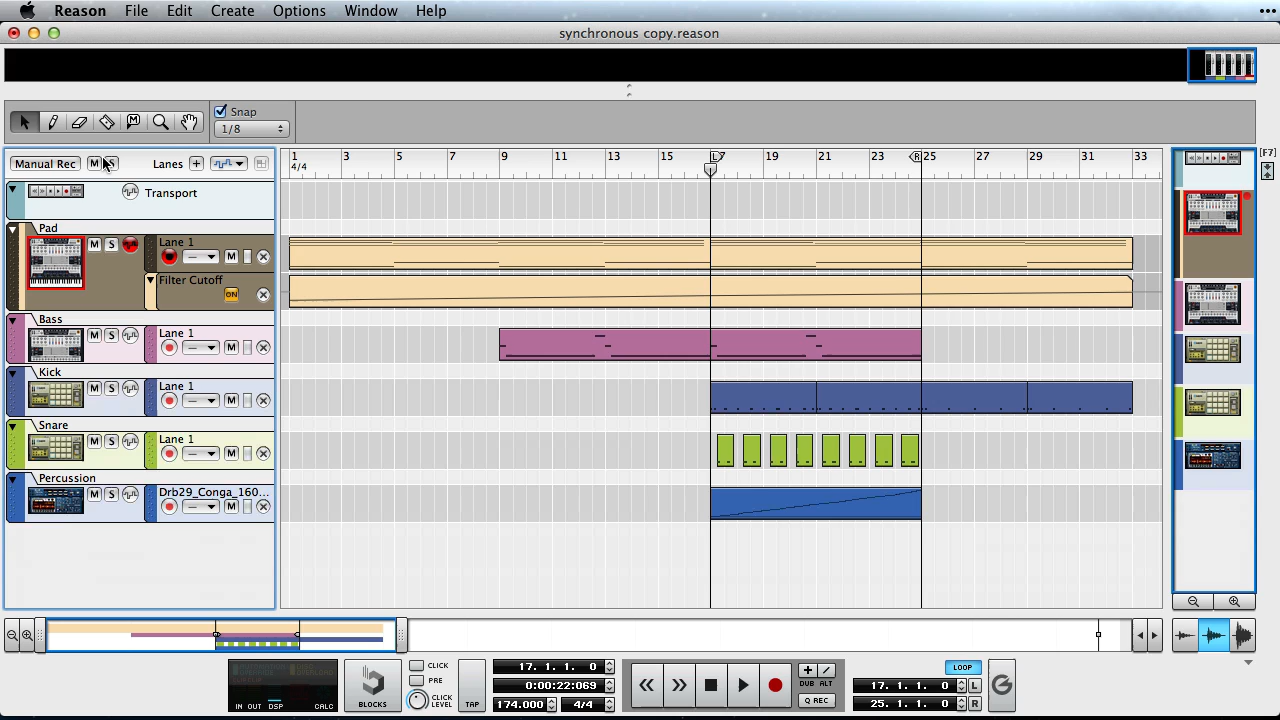 Reason File Edit Create Options Window Help
synchronous copy.reason
Snap
1/8
Manual Rec M S Lanes +
1 3 5 7 9 11 13 15 17 19 21 23 25 27 29 31 33
4/4
L R
[F7]
Transport
Pad
M S Lane 1
— M
Filter Cutoff
ON
Bass
M S Lane 1
— M
Kick
M S Lane 1
— M
Snare
M S Lane 1
— M
Percussion
M S Drb29_Conga_160...
— M
IN OUT DSP CALC
BLOCKS
CLICK
PRE
CLICK LEVEL
TAP
17. 1. 1. 0
0:00:22:069
174.000 4/4
DUB ALT
Q REC
LOOP
17. 1. 1. 0 L
25. 1. 1. 0 R